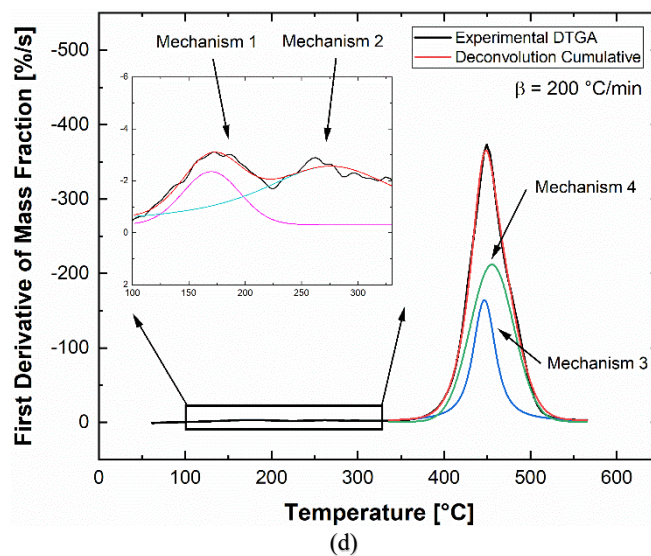 -500
-400
-300
-200
-100
0
First Derivative of Mass Fraction [%/s]
Mechanism 1
Mechanism 2
Experimental DTGA
Deconvolution Cumulative
β = 200 °C/min
-6
-4
-2
0
2
100 150 200 250 300
Mechanism 4
Mechanism 3
0 100 200 300 400 500 600
Temperature [°C]
(d)